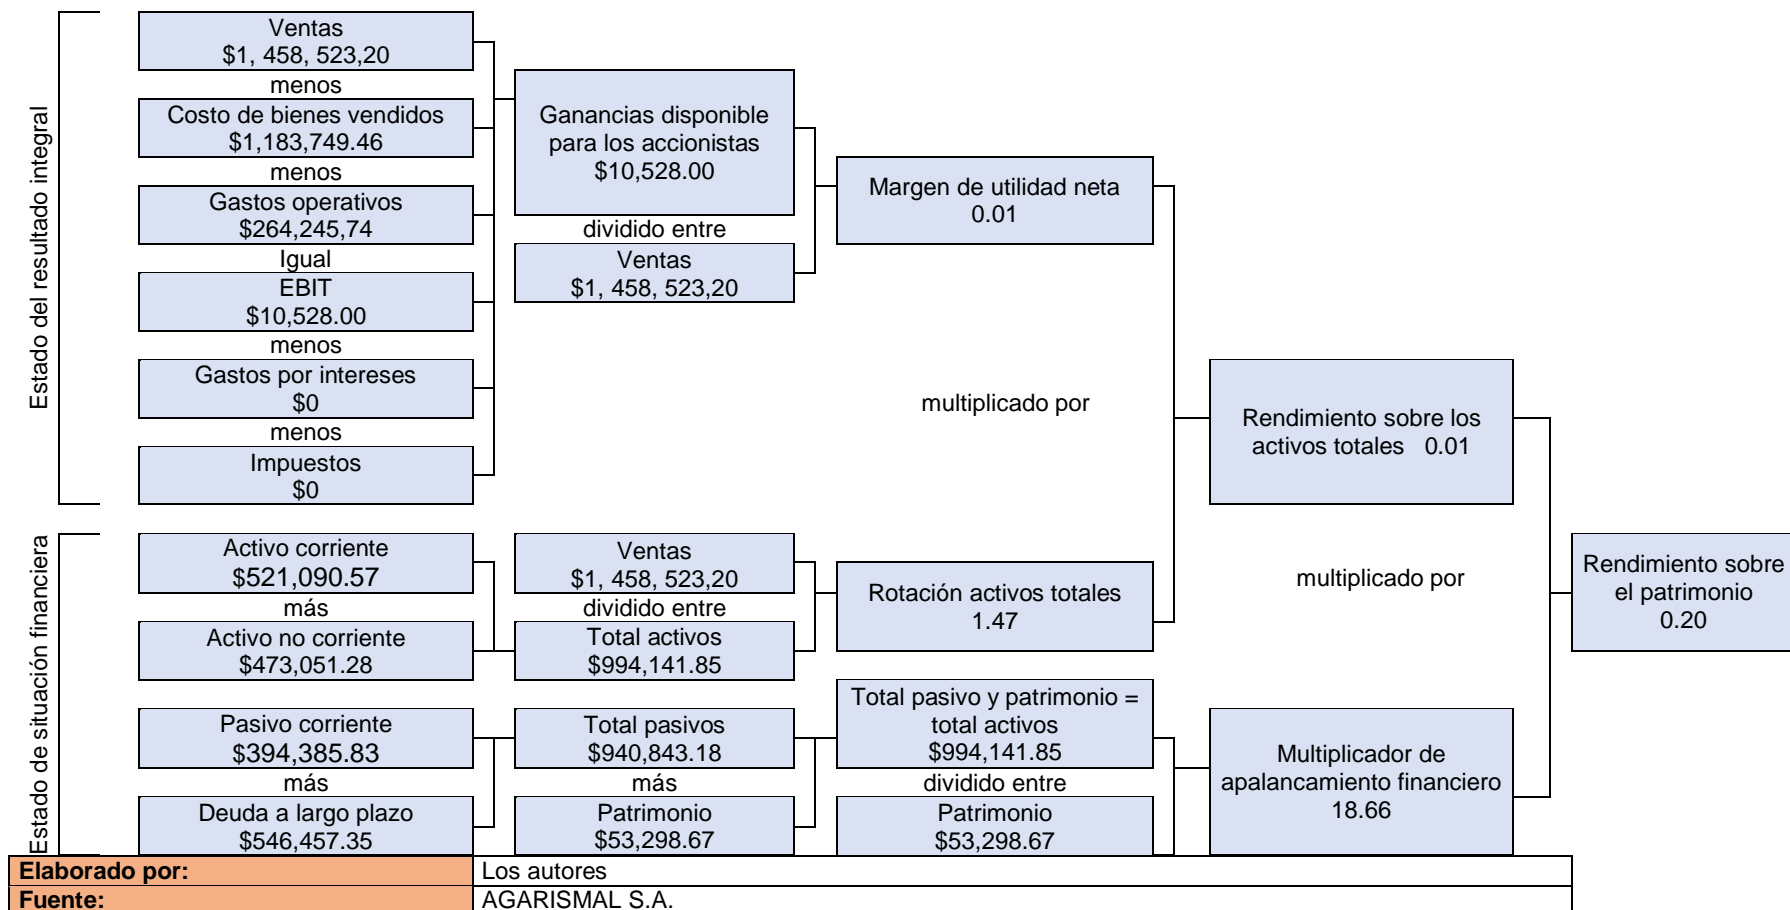 Estado del resultado integral
Ventas
$1, 458, 523,20
menos
Costo de bienes vendidos
$1,183,749.46
menos
Gastos operativos
$264,245,74
Igual
EBIT
$10,528.00
menos
Gastos por intereses
$0
menos
Impuestos
$0
Ganancias disponible
para los accionistas
$10,528.00
dividido entre
Ventas
$1, 458, 523,20
Margen de utilidad neta
0.01
multiplicado por
Rendimiento sobre los
activos totales 0.01
Estado de situación financiera
Activo corriente
$521,090.57
más
Activo no corriente
$473,051.28
Ventas
$1, 458, 523,20
dividido entre
Total activos
$994,141.85
Rotación activos totales
1.47
multiplicado por
Rendimiento sobre
el patrimonio
0.20
Pasivo corriente
$394,385.83
más
Deuda a largo plazo
$546,457.35
Total pasivos
$940,843.18
más
Patrimonio
$53,298.67
Total pasivo y patrimonio =
total activos
$994,141.85
dividido entre
Patrimonio
$53,298.67
Multiplicador de
apalancamiento financiero
18.66
Elaborado por: Los autores
Fuente: AGARISMAL S.A.